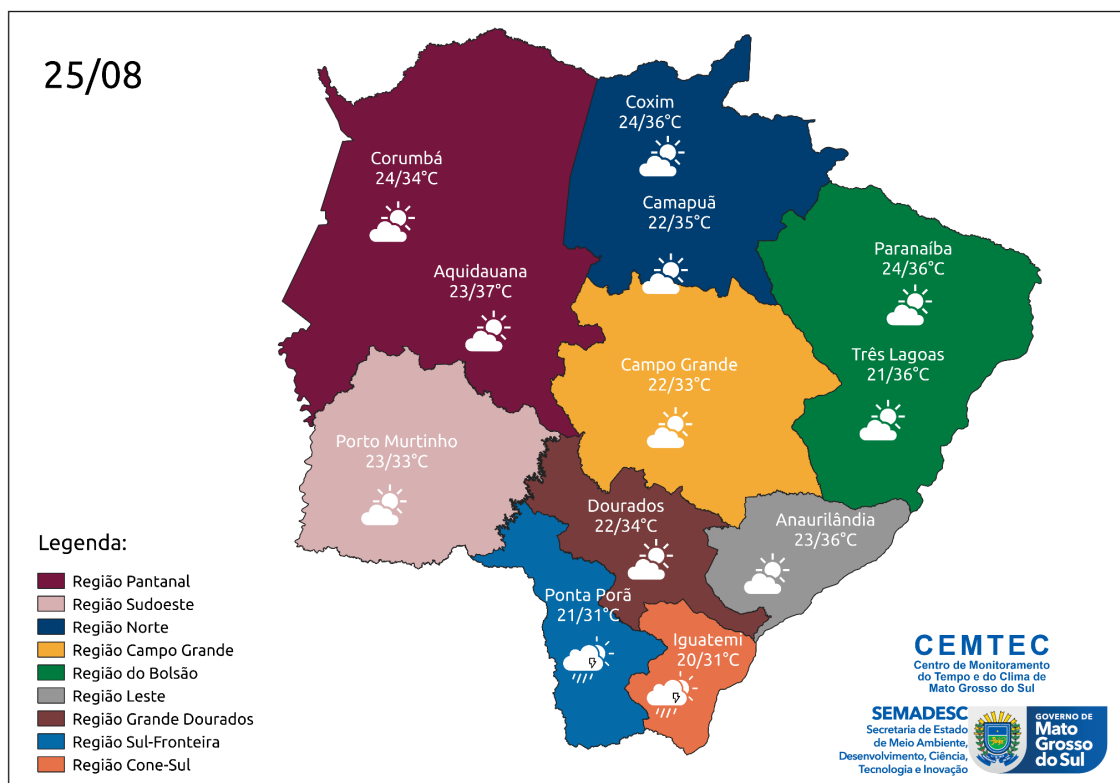 25/08
Coxim
24/36°C
Corumbá
24/34°C
Camapuã
22/35°C
Paranaíba
24/36°C
Aquidauana
23/37°C
Três Lagoas
21/36°C
Campo Grande
22/33°C
Porto Murtinho
23/33°C
Dourados
22/34°C
Anaurilândia
23/36°C
Ponta Porã
21/31°C
Iguatemi
20/31°C
Legenda:
Região Pantanal
Região Sudoeste
Região Norte
Região Campo Grande
Região do Bolsão
Região Leste
Região Grande Dourados
Região Sul-Fronteira
Região Cone-Sul
CEMTEC
Centro de Monitoramento
do Tempo e do Clima de
Mato Grosso do Sul
SEMADESC
Secretaria de Estado
de Meio Ambiente,
Desenvolvimento, Ciência,
Tecnologia e Inovação
GOVERNO DE
Mato
Grosso
do Sul